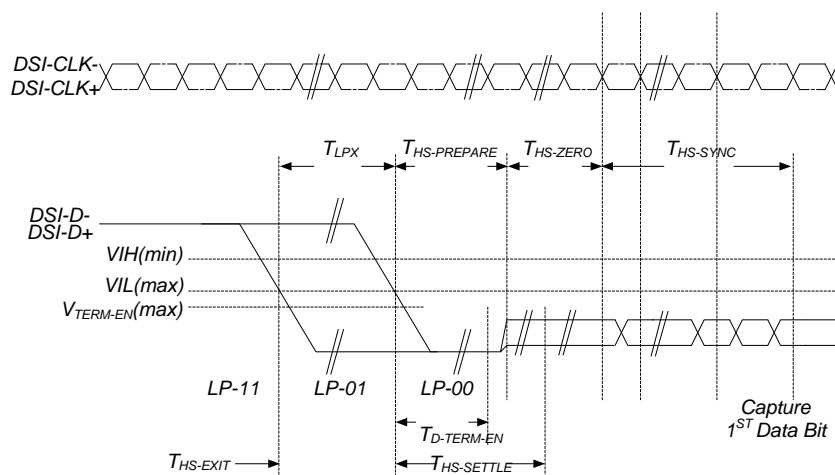 DSI-CLK-
DSI-CLK+
TLPX
THS-PREPARE
THS-ZERO
THS-SYNC
DSI-D-
DSI-D+
VIH(min)
VIL(max)
VTERM-EN(max)
LP-11
LP-01
LP-00
Capture
1ST Data Bit
TD-TERM-EN
THS-EXIT
THS-SETTLE